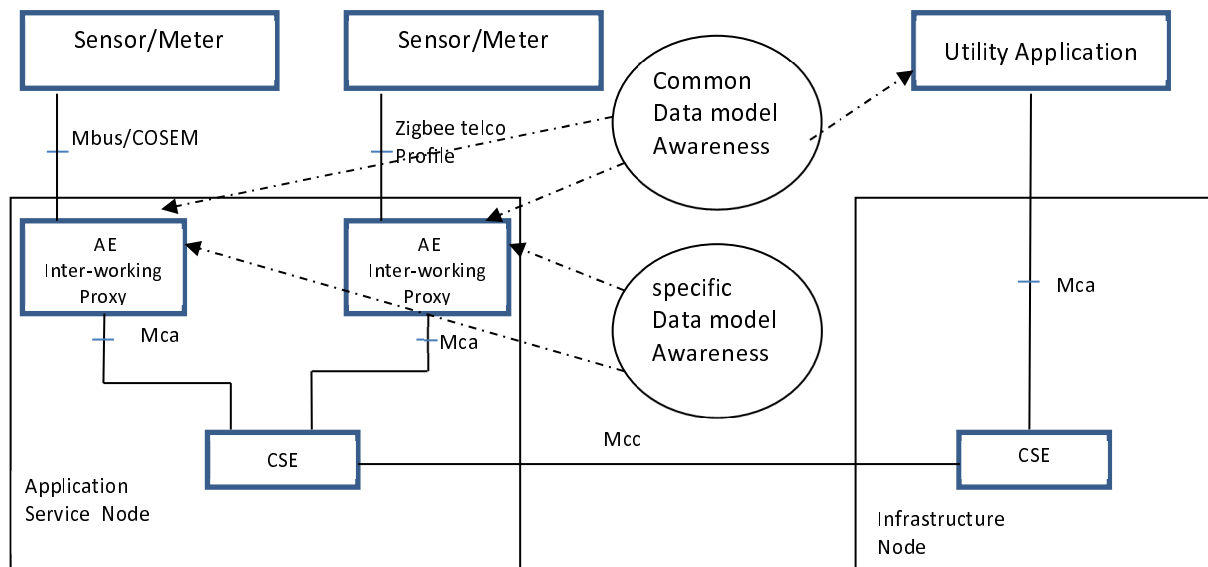 Sensor/Meter
Sensor/Meter
Utility Application
Common
Data model
Awareness
Mbus/COSEM
Zigbee telco
Profile
AE
Inter-working
Proxy
AE
Inter-working
Proxy
specific
Data model
Awareness
Mca
Mca
Mca
Mcc
CSE
CSE
Application
Service Node
Infrastructure
Node